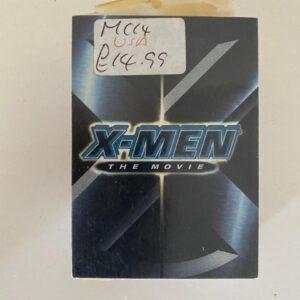 MC14
USA
£14.99
X-MEN
THE MOVIE